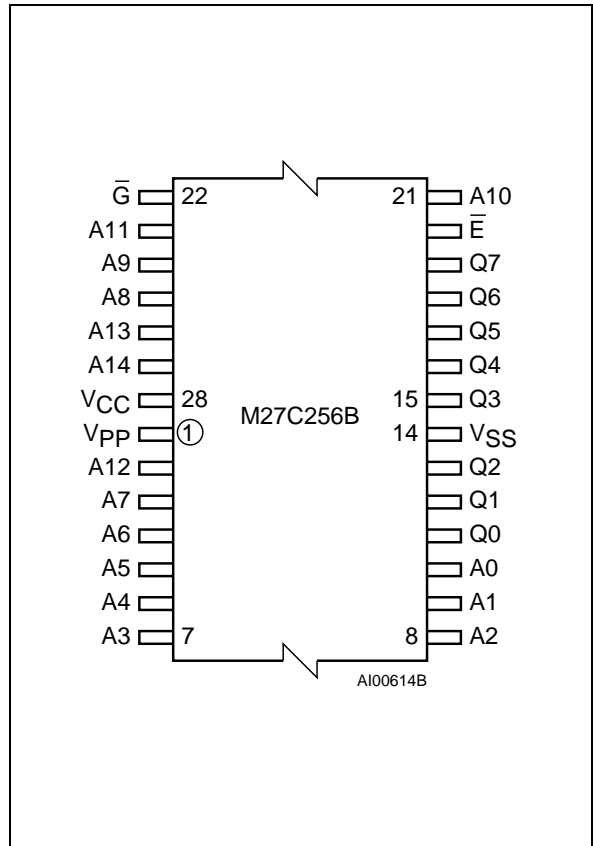 G̅ 22 21 A10
A11 E̅
A9 Q7
A8 Q6
A13 Q5
A14 Q4
VCC 28 15 Q3
M27C256B
VPP 1 14 VSS
A12 Q2
A7 Q1
A6 Q0
A5 A0
A4 A1
A3 7 8 A2
AI00614B